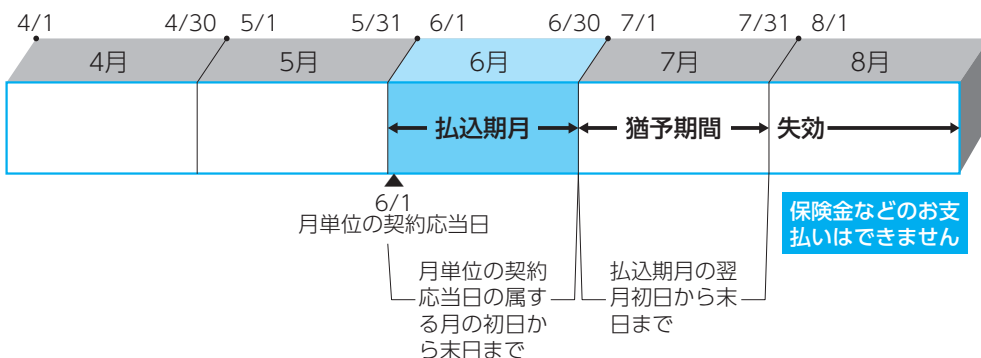 4/1 4/30 5/1 5/31 6/1 6/30 7/1 7/31 8/1
4月 5月 6月 7月 8月
払込期月 猶予期間 失効
6/1
月単位の契約応当日
保険金などのお支
払いはできません
月単位の契約
応当日の属す
る月の初日か
ら末日まで
払込期月の翌
月初日から末
日まで